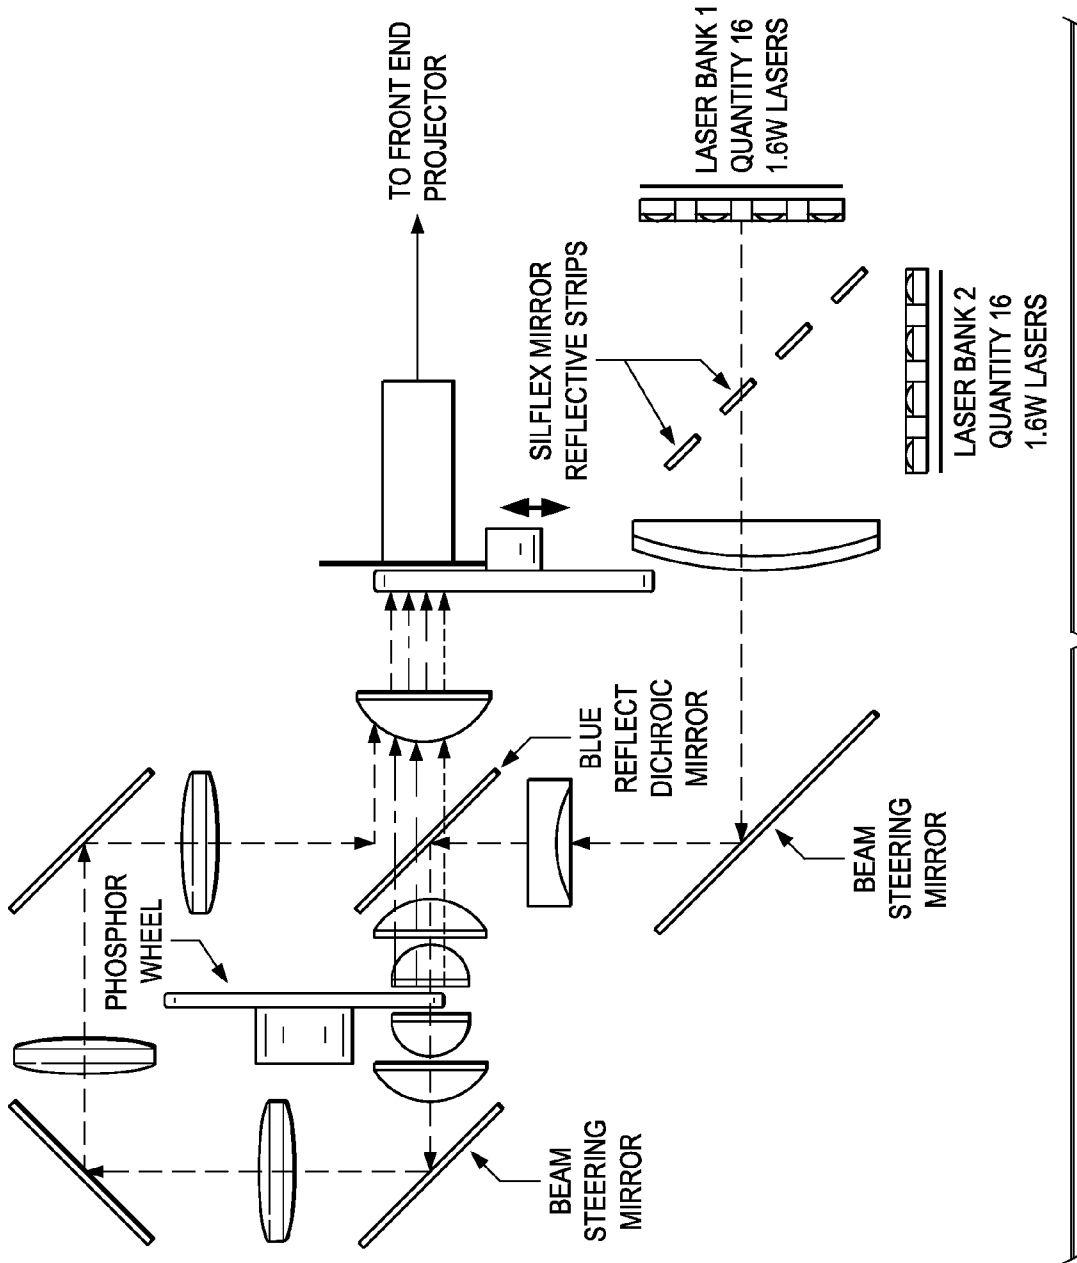 TO FRONT END
PROJECTOR
LASER BANK 1
QUANTITY 16
1.6W LASERS
SILFLEX MIRROR
REFLECTIVE STRIPS
LASER BANK 2
QUANTITY 16
1.6W LASERS
BLUE
REFLECT
DICHROIC
MIRROR
PHOSPHOR
WHEEL
BEAM
STEERING
MIRROR
BEAM
STEERING
MIRROR